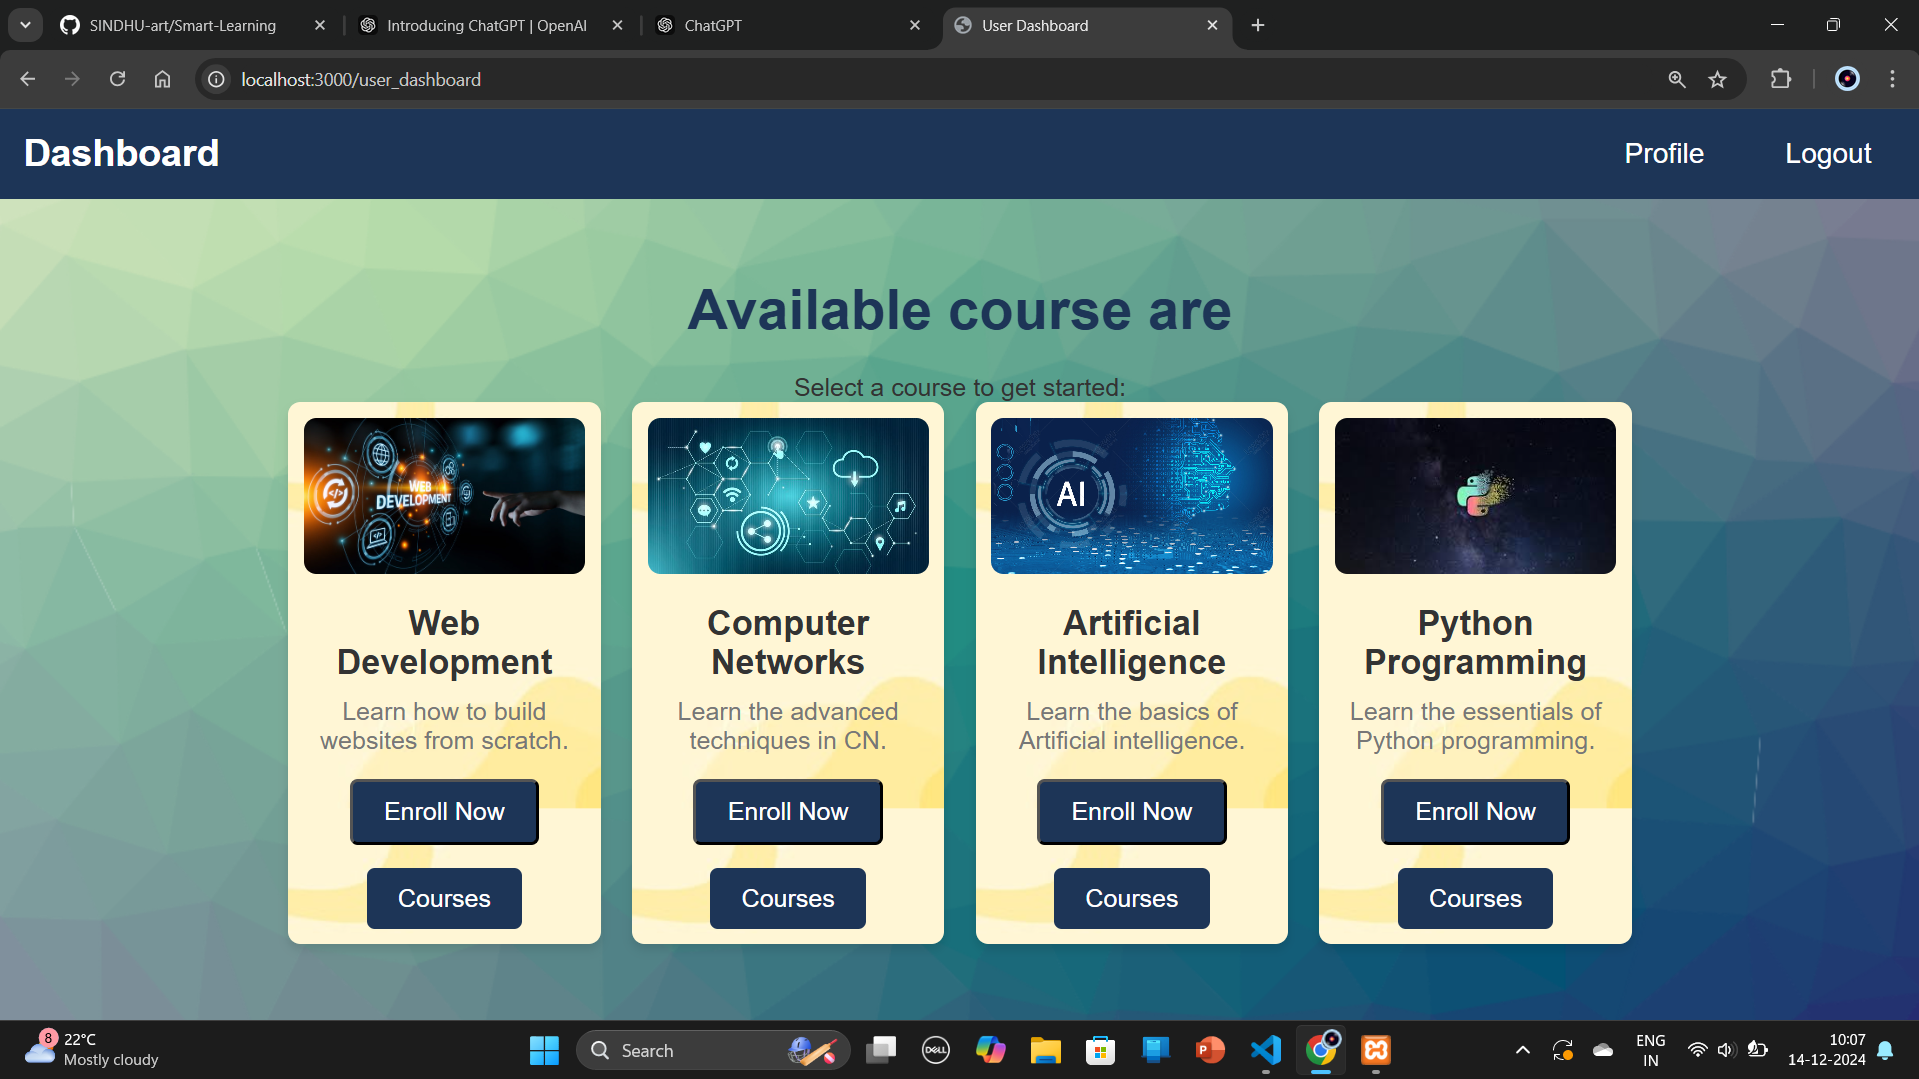 SINDHU-art/Smart-Learning
Introducing ChatGPT | OpenAI
ChatGPT
User Dashboard
localhost:3000/user_dashboard
Dashboard
Profile
Logout
Available course are
Select a course to get started:
WEB
DEVELOPMENT
AI
Web
Development
Learn how to build
websites from scratch.
Enroll Now
Courses
Computer
Networks
Learn the advanced
techniques in CN.
Enroll Now
Courses
Artificial
Intelligence
Learn the basics of
Artificial intelligence.
Enroll Now
Courses
Python
Programming
Learn the essentials of
Python programming.
Enroll Now
Courses
8
22°C
Mostly cloudy
Search
DELL
P
ENG
IN
10:07
14-12-2024